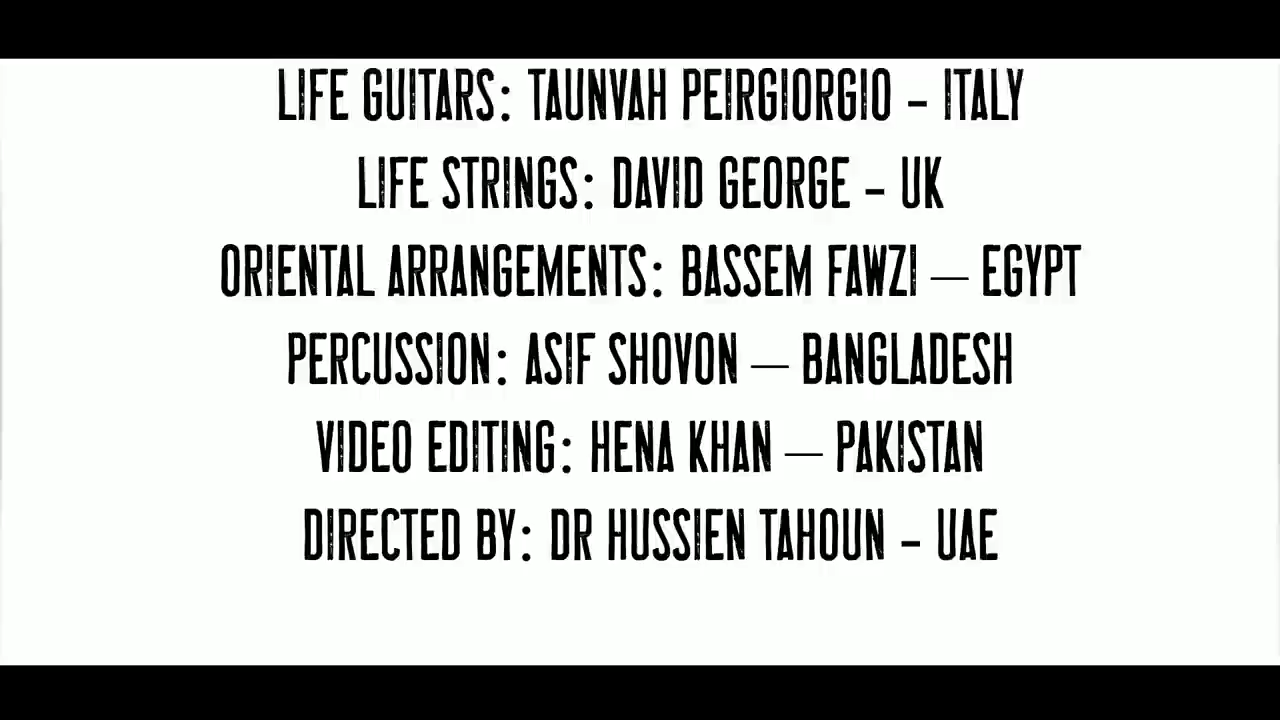 LIFE GUITARS: TAUNVAH PEIRGIORGIO – ITALY
LIFE STRINGS: DAVID GEORGE – UK
ORIENTAL ARRANGEMENTS: BASSEM FAWZI — EGYPT
PERCUSSION: ASIF SHOVON — BANGLADESH
VIDEO EDITING: HENA KHAN — PAKISTAN
DIRECTED BY: DR HUSSIEN TAHOUN – UAE